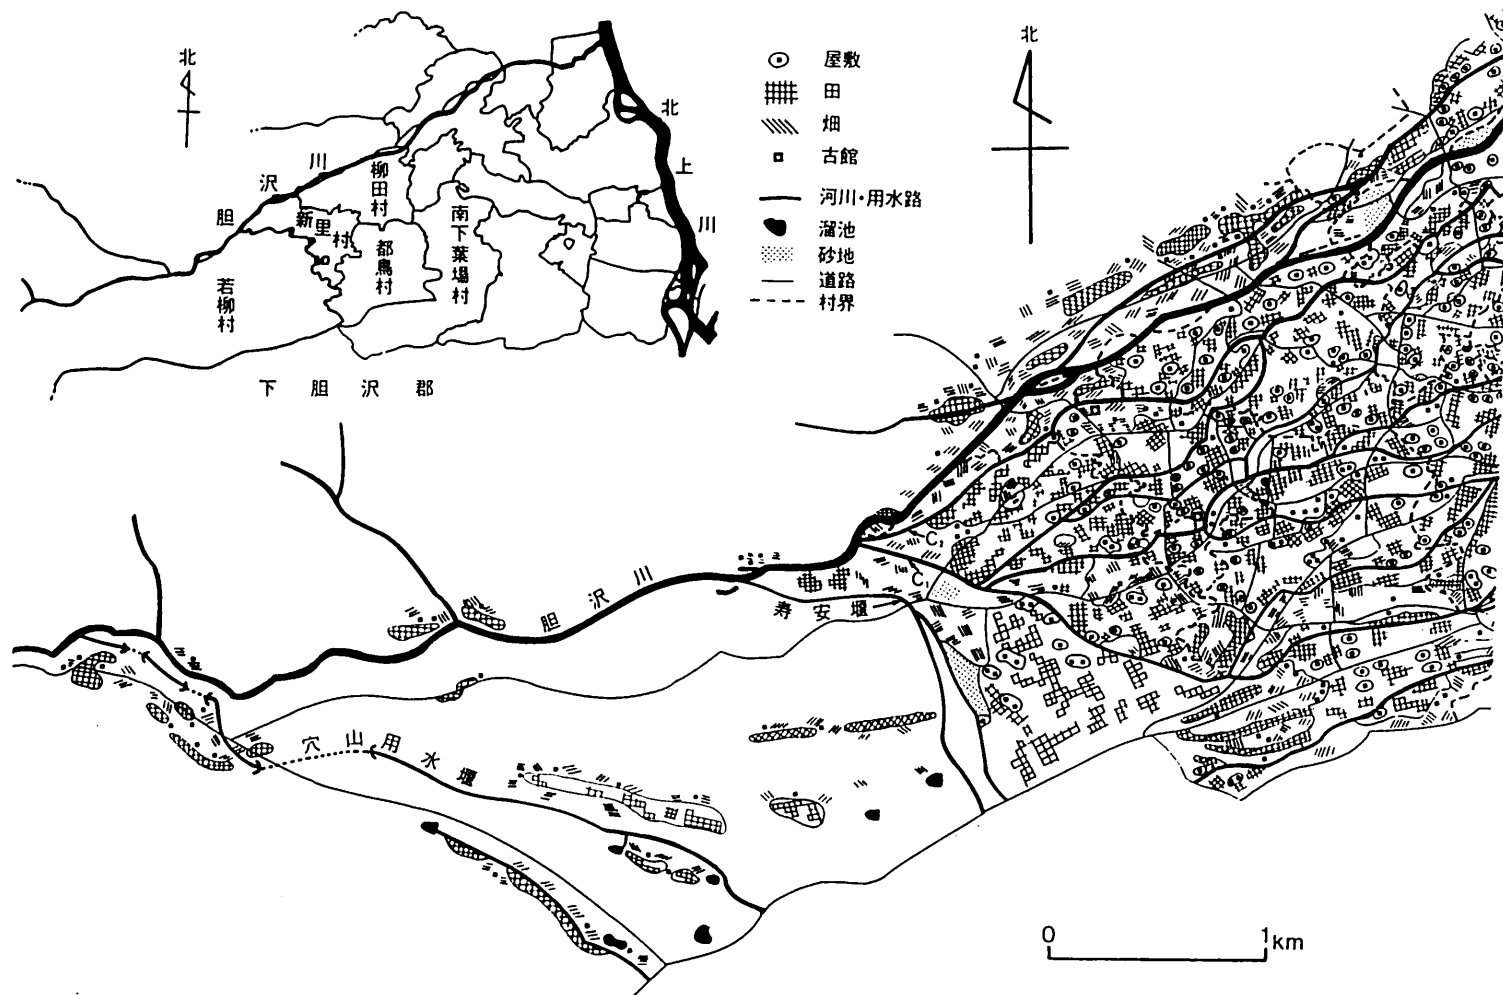 北
北
上
川
胆
沢
川
柳田村
新里村
都鳥村
南下葉場村
若柳村
下胆沢郡
屋敷
田
畑
古館
河川・用水路
溜池
砂地
道路
村界
北
胆沢川
寿安堰
C₂
C₁
穴山用水堰
0 1km